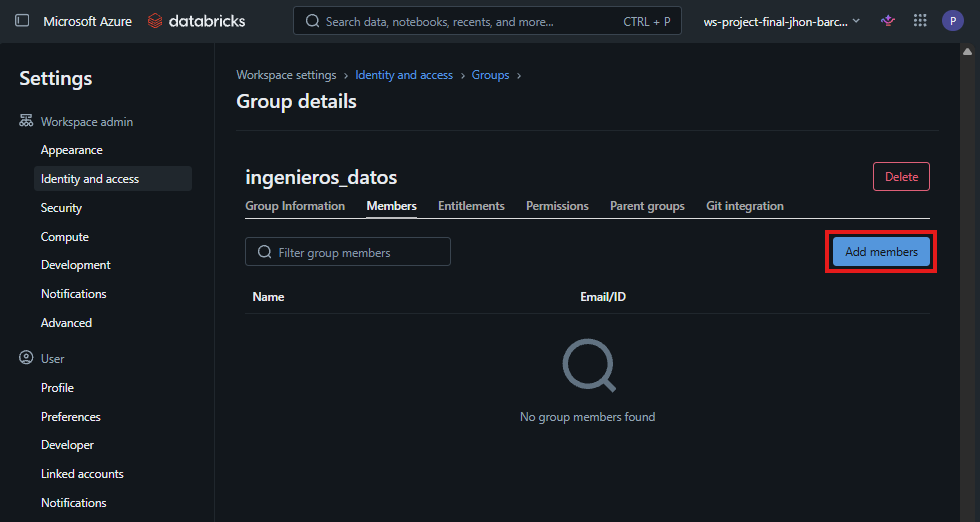 Microsoft Azure databricks Search data, notebooks, recents, and more... CTRL + P ws-project-final-jhon-barc... P
Settings
Workspace admin
Appearance
Identity and access
Security
Compute
Development
Notifications
Advanced
User
Profile
Preferences
Developer
Linked accounts
Notifications
Workspace settings › Identity and access › Groups ›
Group details
ingenieros_datos Delete
Group Information Members Entitlements Permissions Parent groups Git integration
Filter group members Add members
Name Email/ID
No group members found